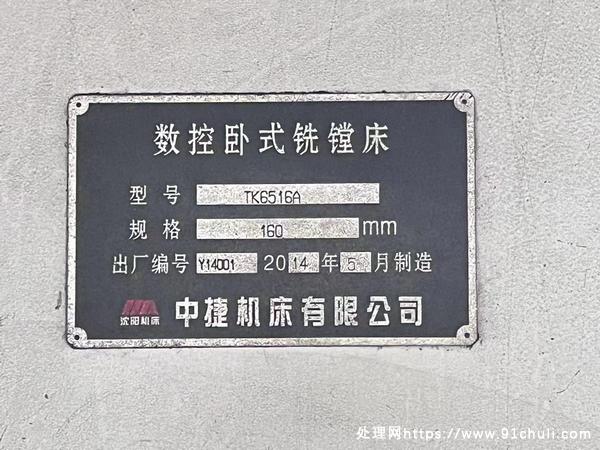 数控卧式铣镗床
型号 TK6516A
规格 160 mm
出厂编号 Y14001 2014年5月制造
沈阳机床 中捷机床有限公司
处理网https://www.91chuli.com/